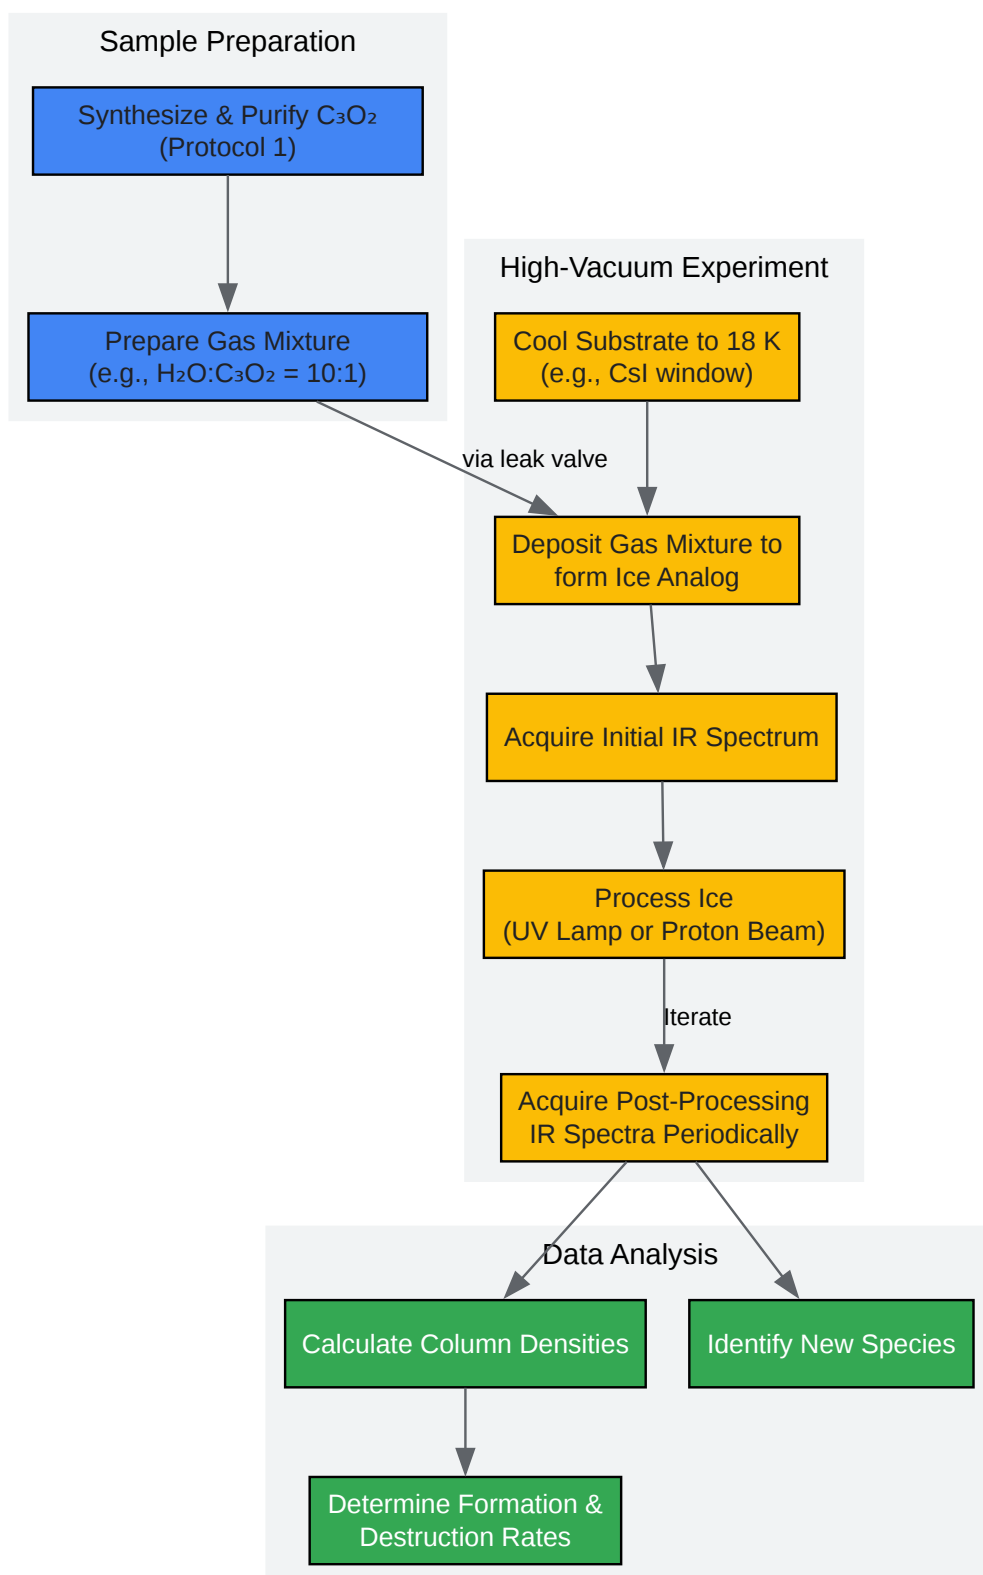 Sample Preparation
Synthesize & Purify C₃O₂
(Protocol 1)
Prepare Gas Mixture
(e.g., H₂O:C₃O₂ = 10:1)
High-Vacuum Experiment
Cool Substrate to 18 K
(e.g., CsI window)
via leak valve
Deposit Gas Mixture to
form Ice Analog
Acquire Initial IR Spectrum
Process Ice
(UV Lamp or Proton Beam)
Iterate
Acquire Post-Processing
IR Spectra Periodically
Data Analysis
Calculate Column Densities
Identify New Species
Determine Formation &
Destruction Rates